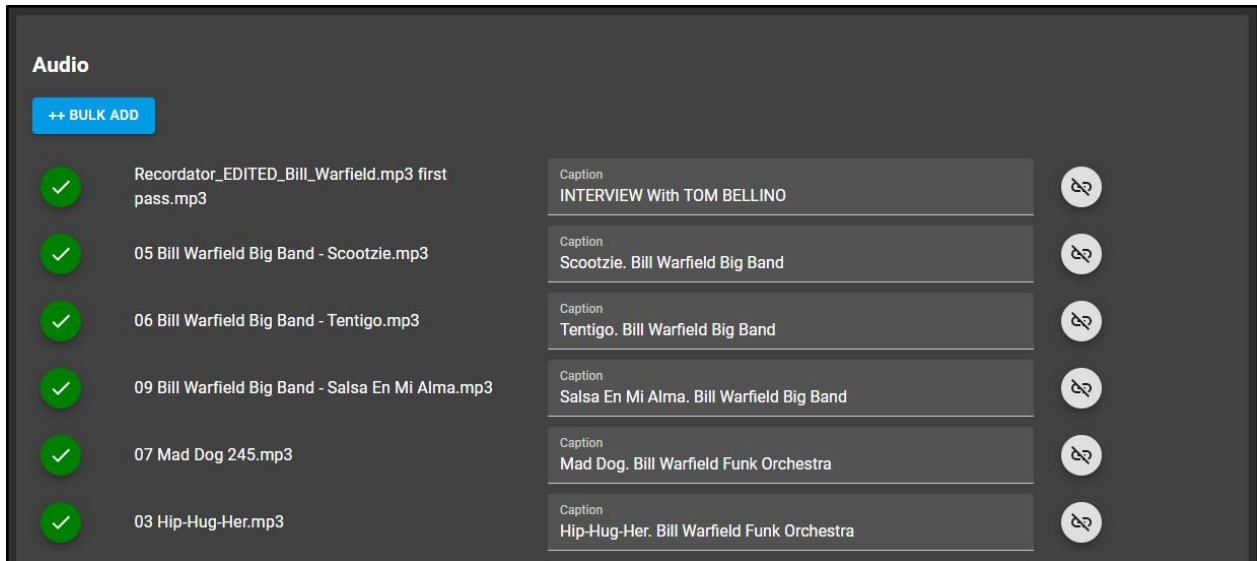 Audio
++ BULK ADD
Recordator_EDITED_Bill_Warfield.mp3 first
pass.mp3
Caption
INTERVIEW With TOM BELLINO
05 Bill Warfield Big Band - Scootzie.mp3
Caption
Scootzie. Bill Warfield Big Band
06 Bill Warfield Big Band - Tentigo.mp3
Caption
Tentigo. Bill Warfield Big Band
09 Bill Warfield Big Band - Salsa En Mi Alma.mp3
Caption
Salsa En Mi Alma. Bill Warfield Big Band
07 Mad Dog 245.mp3
Caption
Mad Dog. Bill Warfield Funk Orchestra
03 Hip-Hug-Her.mp3
Caption
Hip-Hug-Her. Bill Warfield Funk Orchestra